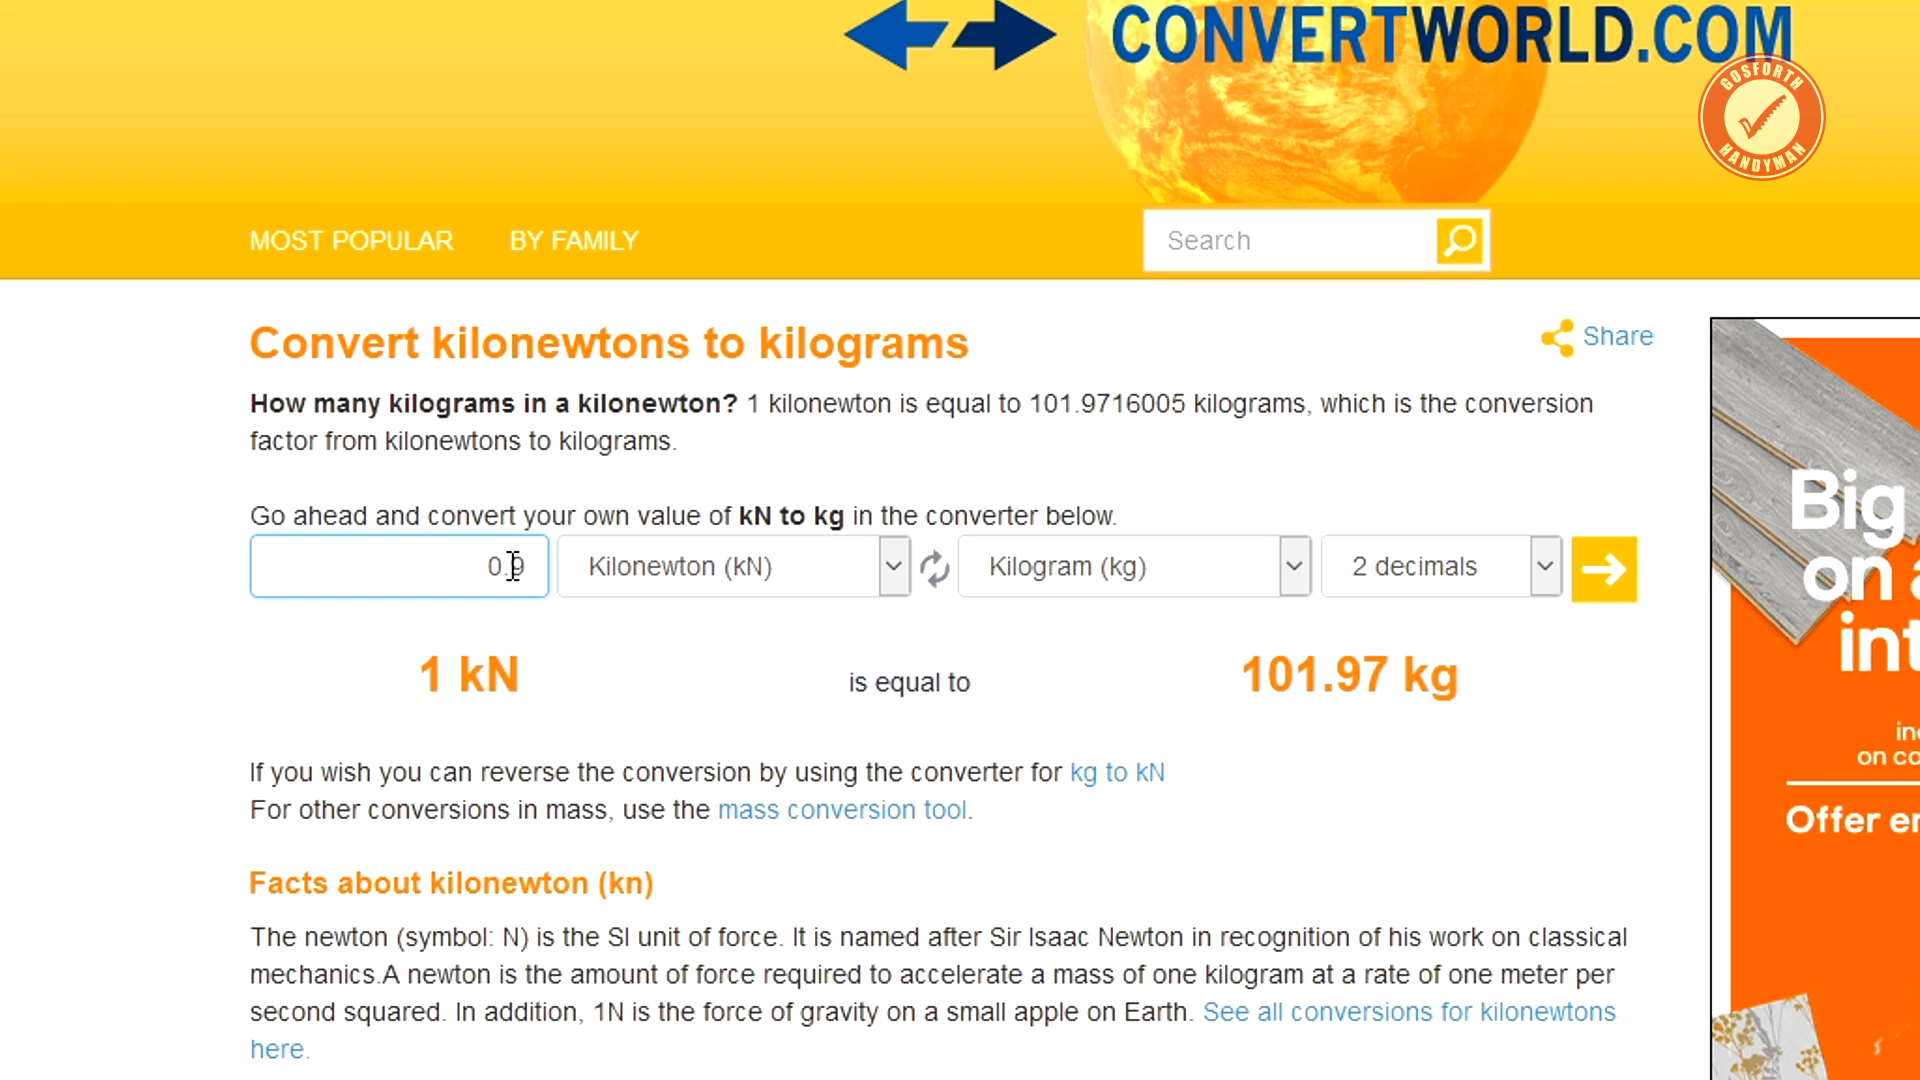 CONVERTWORLD.COM
GOSFORTH
HANDYMAN
MOST POPULAR BY FAMILY Search
Convert kilonewtons to kilograms
Share
How many kilograms in a kilonewton? 1 kilonewton is equal to 101.9716005 kilograms, which is the conversion
factor from kilonewtons to kilograms.
Go ahead and convert your own value of kN to kg in the converter below.
0.9 Kilonewton (kN) Kilogram (kg) 2 decimals
1 kN is equal to 101.97 kg
If you wish you can reverse the conversion by using the converter for kg to kN
For other conversions in mass, use the mass conversion tool.
Facts about kilonewton (kn)
The newton (symbol: N) is the SI unit of force. It is named after Sir Isaac Newton in recognition of his work on classical
mechanics.A newton is the amount of force required to accelerate a mass of one kilogram at a rate of one meter per
second squared. In addition, 1N is the force of gravity on a small apple on Earth. See all conversions for kilonewtons
here.
Big
on a
int
on co
Offer